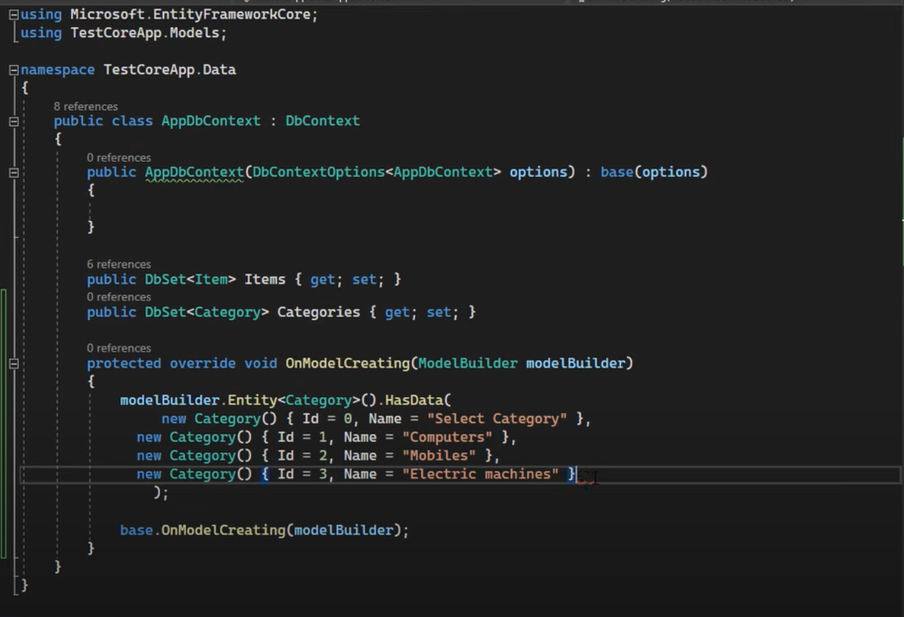 using Microsoft.EntityFrameworkCore;
using TestCoreApp.Models;
namespace TestCoreApp.Data
{
8 references
public class AppDbContext : DbContext
{
0 references
public AppDbContext(DbContextOptions<AppDbContext> options) : base(options)
{
}
6 references
public DbSet<Item> Items { get; set; }
0 references
public DbSet<Category> Categories { get; set; }
0 references
protected override void OnModelCreating(ModelBuilder modelBuilder)
{
modelBuilder.Entity<Category>().HasData(
new Category() { Id = 0, Name = "Select Category" },
new Category() { Id = 1, Name = "Computers" },
new Category() { Id = 2, Name = "Mobiles" },
new Category() { Id = 3, Name = "Electric machines" }
);
base.OnModelCreating(modelBuilder);
}
}
}